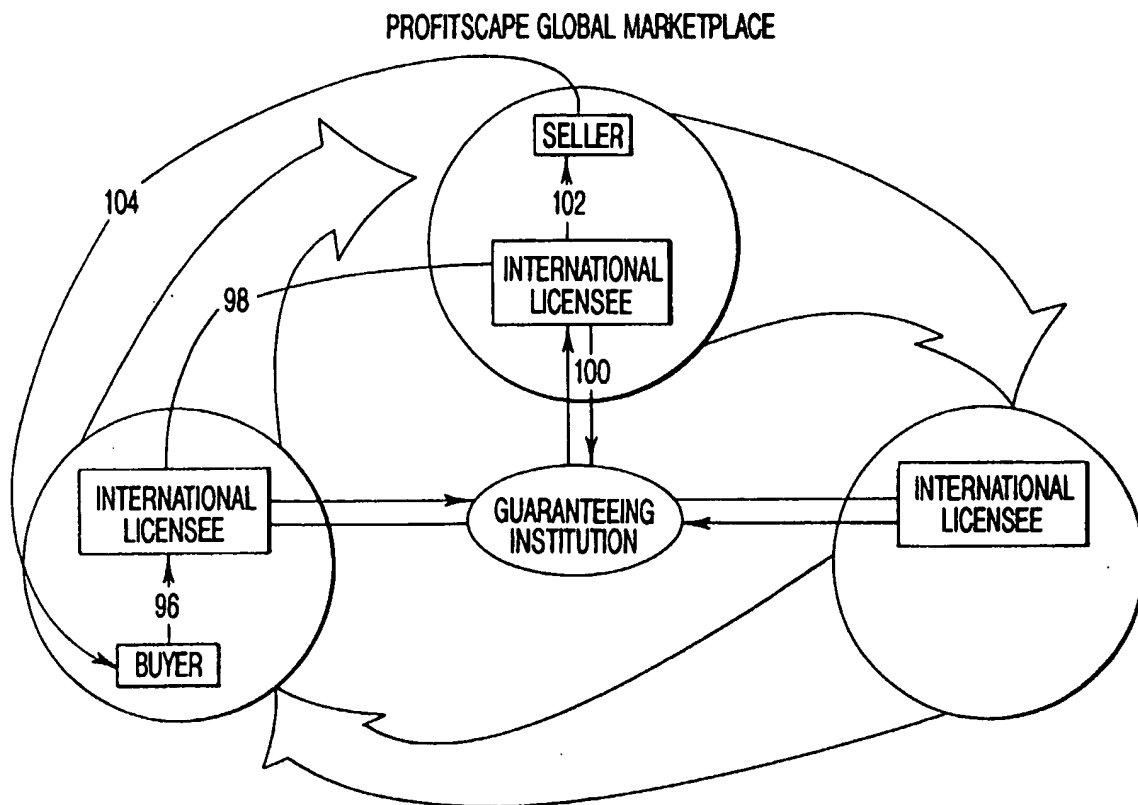 PROFITSCAPE GLOBAL MARKETPLACE
SELLER
104
102
INTERNATIONAL
LICENSEE
98
100
INTERNATIONAL
LICENSEE
GUARANTEEING
INSTITUTION
INTERNATIONAL
LICENSEE
96
BUYER